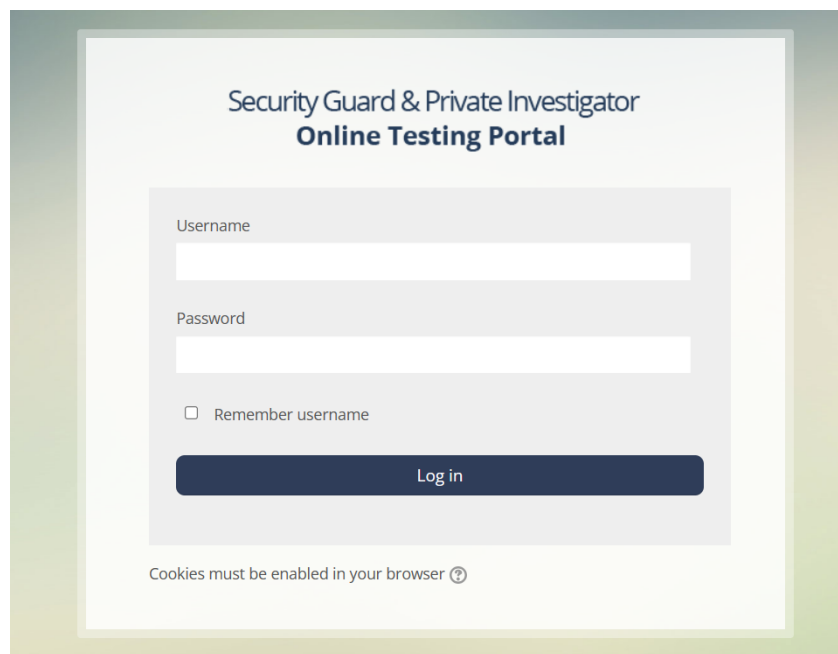 Security Guard & Private Investigator
Online Testing Portal
Username
Password
Remember username
Log in
Cookies must be enabled in your browser ?